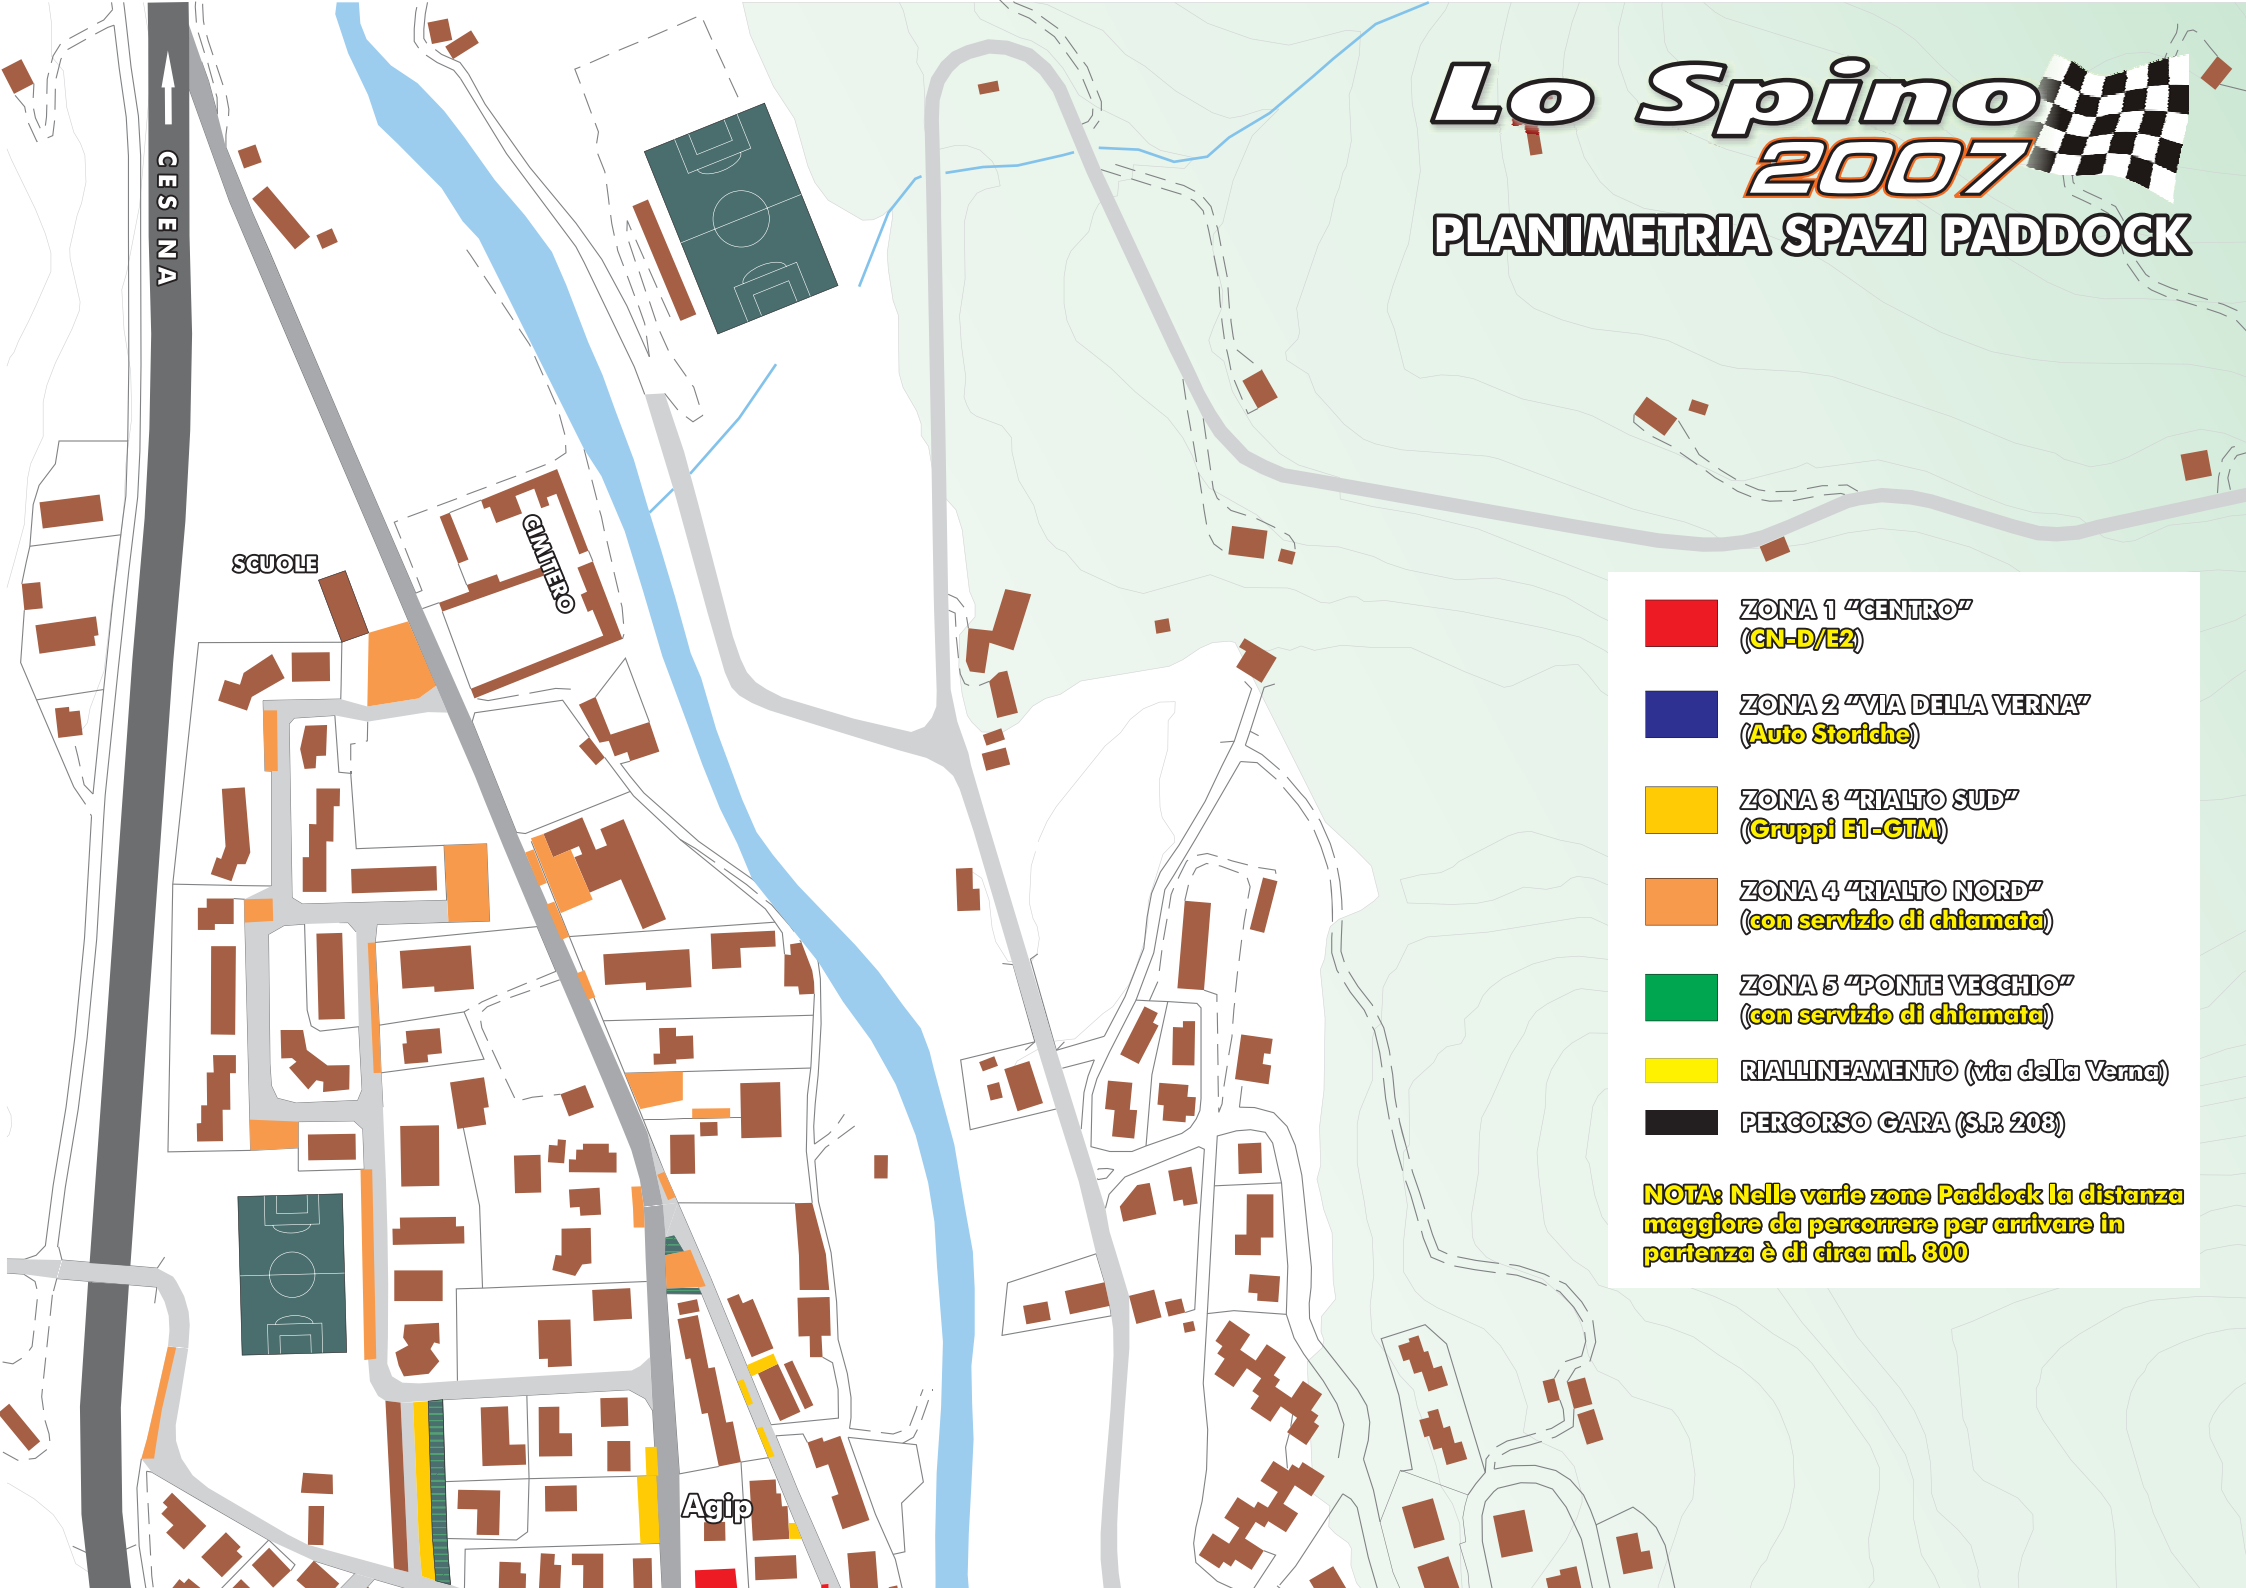 Lo Spino
2007
PLANIMETRIA SPAZI PADDOCK
CESENA
SCUOLE
CIMITERO
Agip
ZONA 1 “CENTRO”
(CN-D/E2)
ZONA 2 “VIA DELLA VERNA”
(Auto Storiche)
ZONA 3 “RIALTO SUD”
(Gruppi E1-GTM)
ZONA 4 “RIALTO NORD”
(con servizio di chiamata)
ZONA 5 “PONTE VECCHIO”
(con servizio di chiamata)
RIALLINEAMENTO (via della Verna)
PERCORSO GARA (S.P. 208)
NOTA: Nelle varie zone Paddock la distanza
maggiore da percorrere per arrivare in
partenza è di circa ml. 800